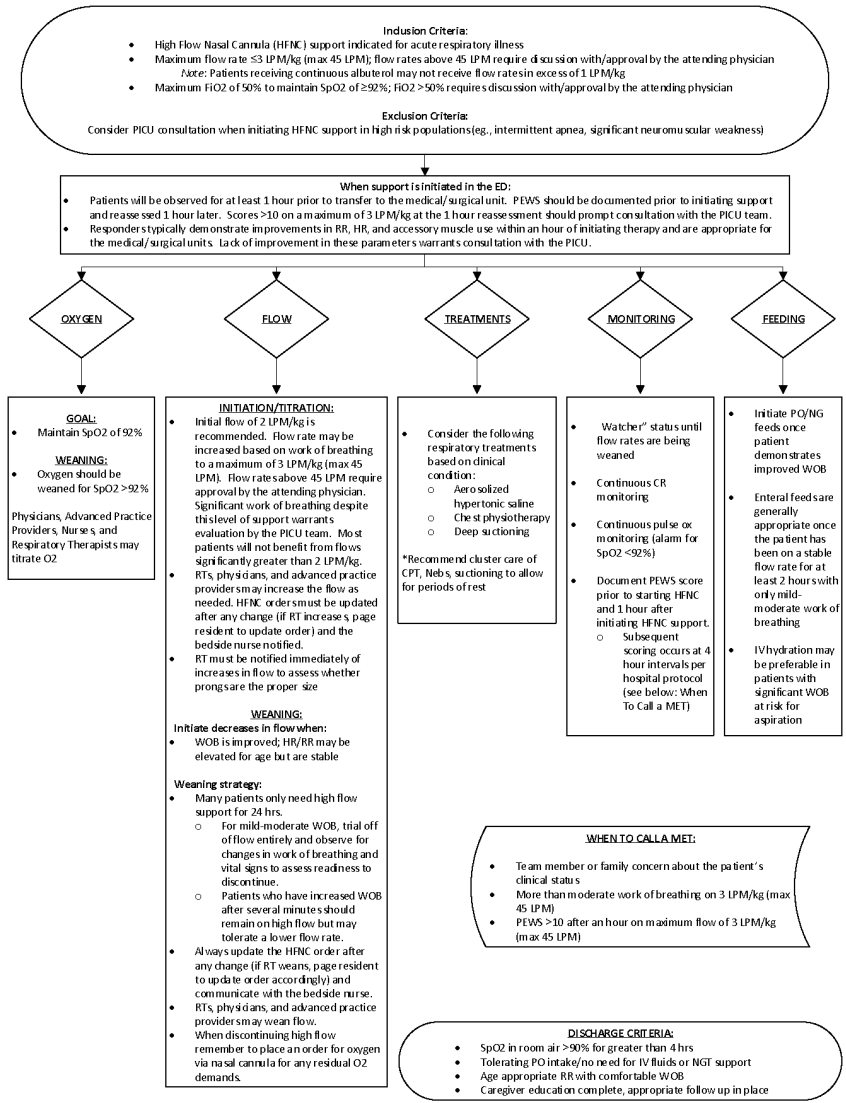 Inclusion Criteria:
• High Flow Nasal Cannula (HFNC) support indicated for acute respiratory illness
• Maximum flow rate ≤3 LPM/kg (max 45 LPM); flow rates above 45 LPM require discussion with/approval by the attending physician
Note: Patients receiving continuous albuterol may not receive flow rates in excess of 1 LPM/kg
• Maximum FiO2 of 50% to maintain SpO2 of ≥92%; FiO2 >50% requires discussion with/approval by the attending physician
Exclusion Criteria:
Consider PICU consultation when initiating HFNC support in high risk populations (eg., intermittent apnea, significant neuromuscular weakness)
When support is initiated in the ED:
• Patients will be observed for at least 1 hour prior to transfer to the medical/surgical unit. PEWS should be documented prior to initiating support
and reassessed 1 hour later. Scores >10 on a maximum of 3 LPM/kg at the 1 hour reassessment should prompt consultation with the PICU team.
• Responders typically demonstrate improvements in RR, HR, and accessory muscle use within an hour of initiating therapy and are appropriate for
the medical/surgical units. Lack of improvement in these parameters warrants consultation with the PICU.
OXYGEN
FLOW
TREATMENTS
MONITORING
FEEDING
GOAL:
• Maintain SpO2 of 92%
WEANING:
• Oxygen should be
weaned for SpO2 >92%
Physicians, Advanced Practice
Providers, Nurses, and
Respiratory Therapists may
titrate O2
INITIATION/TITRATION:
• Initial flow of 2 LPM/kg is
recommended. Flow rate may be
increased based on work of breathing
to a maximum of 3 LPM/kg (max 45
LPM). Flow rates above 45 LPM require
approval by the attending physician.
Significant work of breathing despite
this level of support warrants
evaluation by the PICU team. Most
patients will not benefit from flows
significantly greater than 2 LPM/kg.
• RTs, physicians, and advanced practice
providers may increase the flow as
needed. HFNC orders must be updated
after any change (if RT increases, page
resident to update order) and the
bedside nurse notified.
• RT must be notified immediately of
increases in flow to assess whether
prongs are the proper size
WEANING:
Initiate decreases in flow when:
• WOB is improved; HR/RR may be
elevated for age but are stable
Weaning strategy:
• Many patients only need high flow
support for 24 hrs.
o For mild-moderate WOB, trial off
of flow entirely and observe for
changes in work of breathing and
vital signs to assess readiness to
discontinue.
o Patients who have increased WOB
after several minutes should
remain on high flow but may
tolerate a lower flow rate.
• Always update the HFNC order after
any change (if RT weans, page resident
to update order accordingly) and
communicate with the bedside nurse.
• RTs, physicians, and advanced practice
providers may wean flow.
• When discontinuing high flow
remember to place an order for oxygen
via nasal cannula for any residual O2
demands.
• Consider the following
respiratory treatments
based on clinical
condition:
o Aerosolized
hypertonic saline
o Chest physiotherapy
o Deep suctioning
*Recommend cluster care of
CPT, Nebs, suctioning to allow
for periods of rest
• Watcher” status until
flow rates are being
weaned
• Continuous CR
monitoring
• Continuous pulse ox
monitoring (alarm for
SpO2 <92%)
• Document PEWS score
prior to starting HFNC
and 1 hour after
initiating HFNC support.
o Subsequent
scoring occurs at 4
hour intervals per
hospital protocol
(see below: When
To Call a MET)
• Initiate PO/NG
feeds once
patient
demonstrates
improved WOB
• Enteral feeds are
generally
appropriate once
the patient has
been on a stable
flow rate for at
least 2 hours with
only mild-
moderate work of
breathing
• IV hydration may
be preferable in
patients with
significant WOB
at risk for
aspiration
WHEN TO CALL A MET:
• Team member or family concern about the patient’s
clinical status
• More than moderate work of breathing on 3 LPM/kg (max
45 LPM)
• PEWS >10 after an hour on maximum flow of 3 LPM/kg
(max 45 LPM)
DISCHARGE CRITERIA:
• SpO2 in room air >90% for greater than 4 hrs
• Tolerating PO intake/no need for IV fluids or NGT support
• Age appropriate RR with comfortable WOB
• Caregiver education complete, appropriate follow up in place